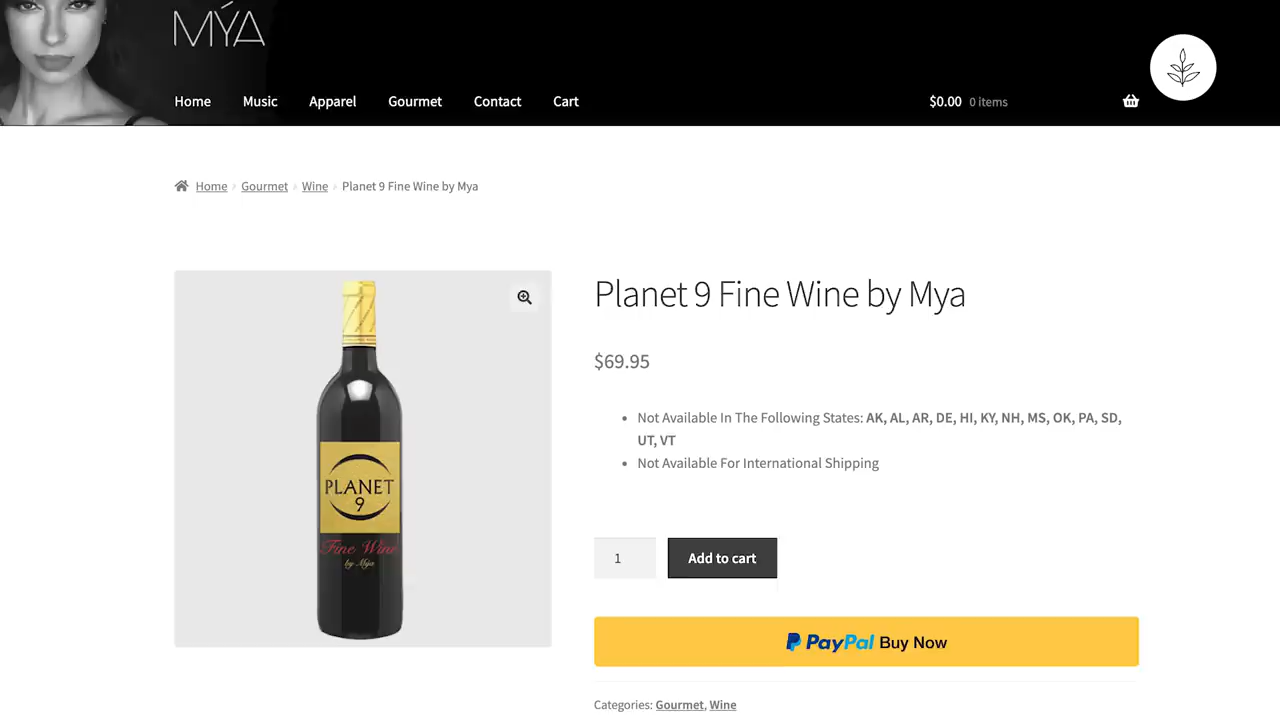 MÝA
Home Music Apparel Gourmet Contact Cart
$0.00 0 items
Home › Gourmet › Wine › Planet 9 Fine Wine by Mya
Planet 9 Fine Wine by Mya
$69.95
• Not Available In The Following States: AK, AL, AR, DE, HI, KY, NH, MS, OK, PA, SD,
UT, VT
• Not Available For International Shipping
1 Add to cart
PayPal Buy Now
Categories: Gourmet, Wine
PLANET
9
Fine Wine
by Mýa